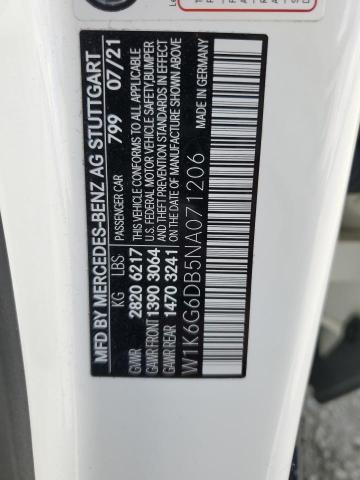 MFD BY MERCEDES-BENZ AG STUTTGART
PASSENGER CAR 799 07/21
KG LBS
GVWR 2820 6217
GAWR FRONT 1390 3064
GAWR REAR 1470 3241
THIS VEHICLE CONFORMS TO ALL APPLICABLE
U.S. FEDERAL MOTOR VEHICLE SAFETY, BUMPER
AND THEFT PREVENTION STANDARDS IN EFFECT
ON THE DATE OF MANUFACTURE SHOWN ABOVE
MADE IN GERMANY
W1K6G6DB5NA071206